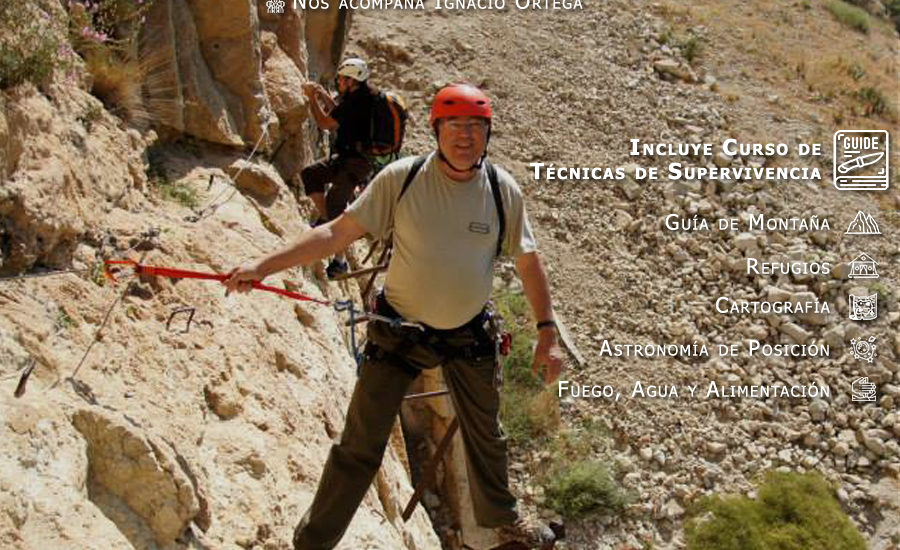 Nos acompaña Ignacio Ortega
Incluye Curso de
Técnicas de Supervivencia
GUIDE
Guía de Montaña
Refugios
Cartografía
Astronomía de Posición
Fuego, Agua y Alimentación